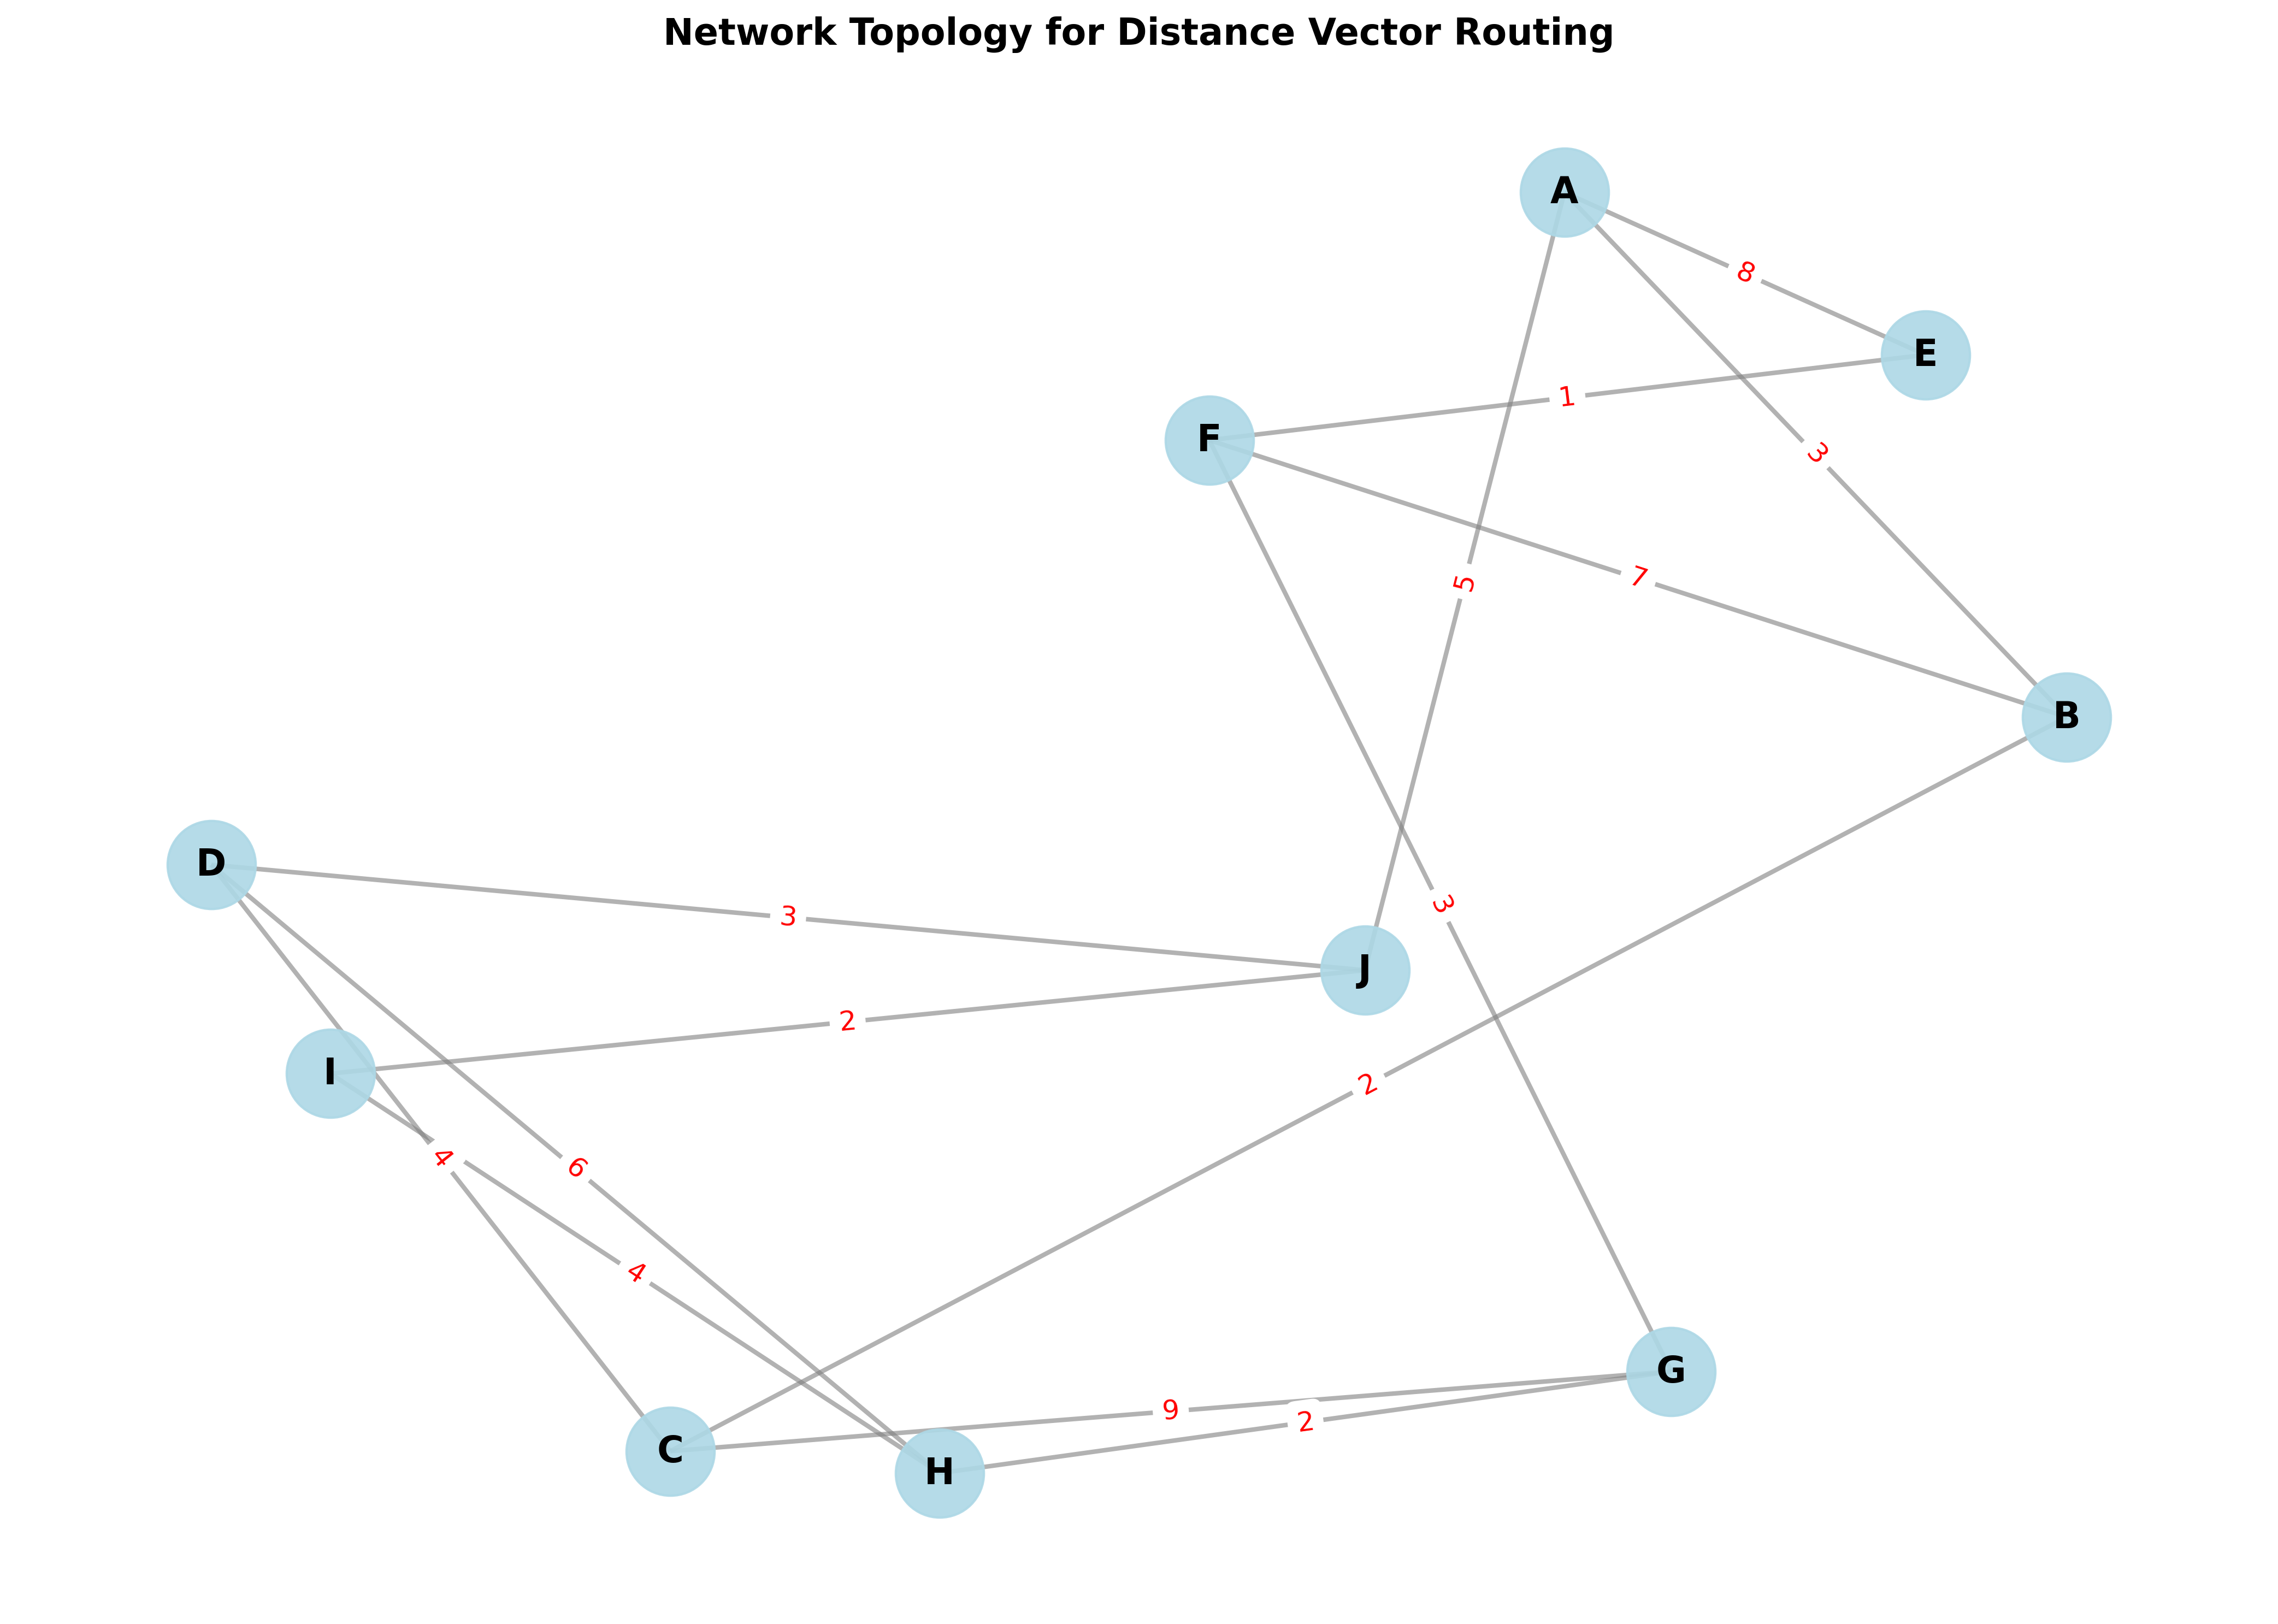 Network Topology for Distance Vector Routing
A
8
E
1
F
3
7
5
B
D
3
3
J
2
I
2
4
6
4
G
9
2
C
H